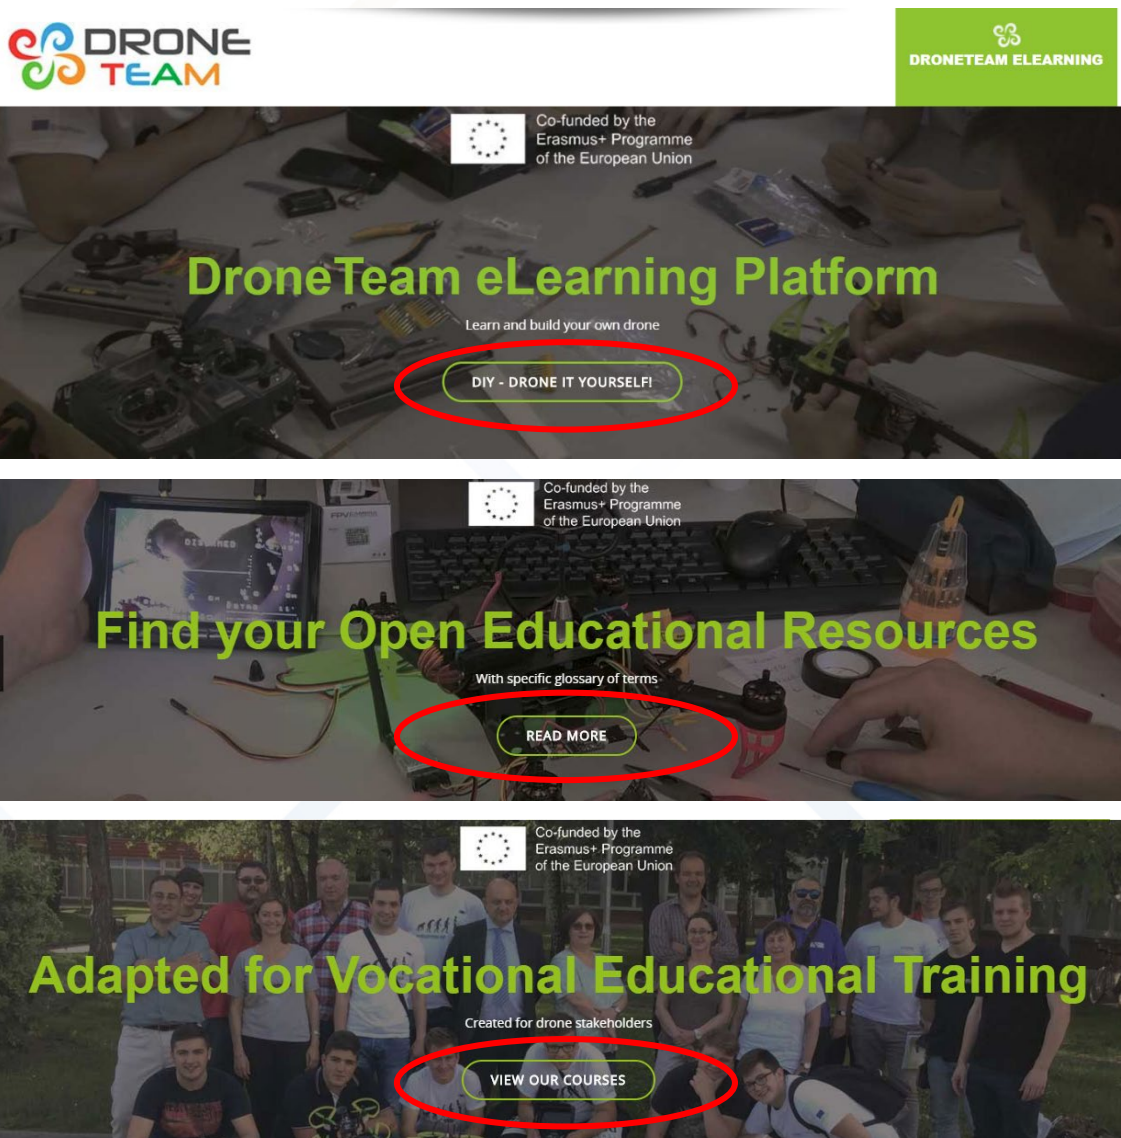 DRONE
TEAM
DRONETEAM ELEARNING
Co-funded by the
Erasmus+ Programme
of the European Union
DroneTeam eLearning Platform
Learn and build your own drone
DIY - DRONE IT YOURSELF!
Co-funded by the
Erasmus+ Programme
of the European Union
DISARMED
Find your Open Educational Resources
With specific glossary of terms
READ MORE
Co-funded by the
Erasmus+ Programme
of the European Union
Adapted for Vocational Educational Training
Created for drone stakeholders
VIEW OUR COURSES